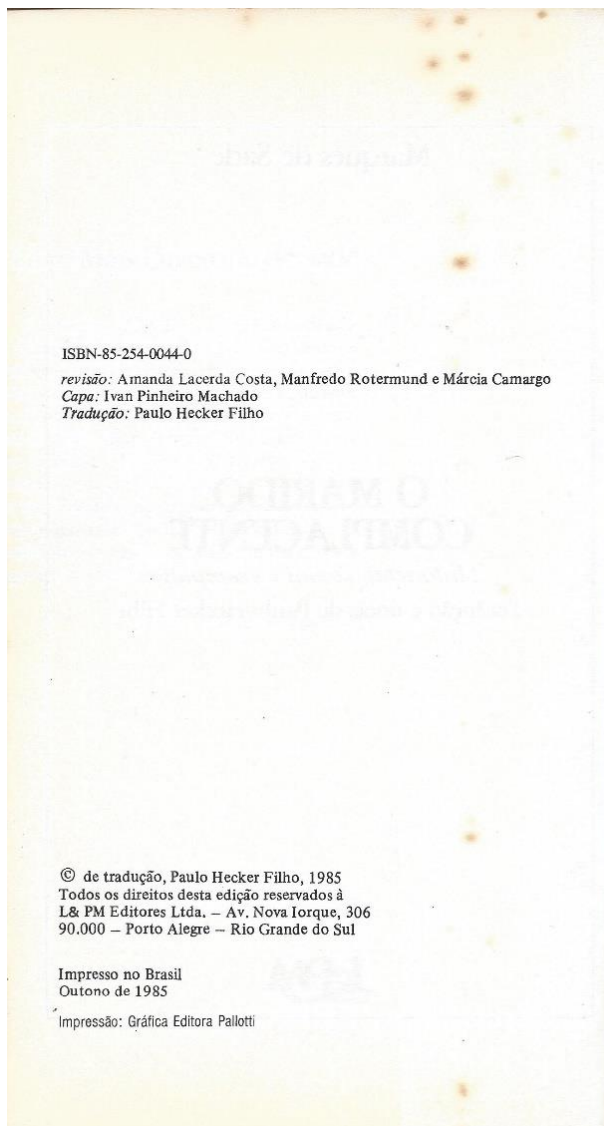 ISBN-85-254-0044-0
revisão: Amanda Lacerda Costa, Manfredo Rotermund e Márcia Camargo
Capa: Ivan Pinheiro Machado
Tradução: Paulo Hecker Filho
O MARIDO
COMPLACENTE
© de tradução, Paulo Hecker Filho, 1985
Todos os direitos desta edição reservados à
L& PM Editores Ltda. — Av. Nova Iorque, 306
90.000 — Porto Alegre — Rio Grande do Sul
Impresso no Brasil
Outono de 1985
Impressão: Gráfica Editora Pallotti